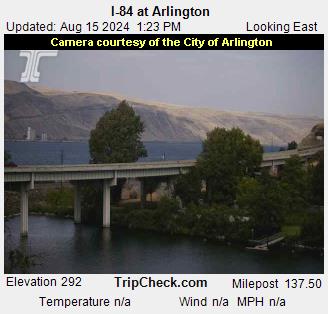 I-84 at Arlington
Updated: Aug 15 2024 1:23 PM Looking East
Camera courtesy of the City of Arlington
Elevation 292 TripCheck.com Milepost 137.50
Temperature n/a Wind n/a MPH n/a